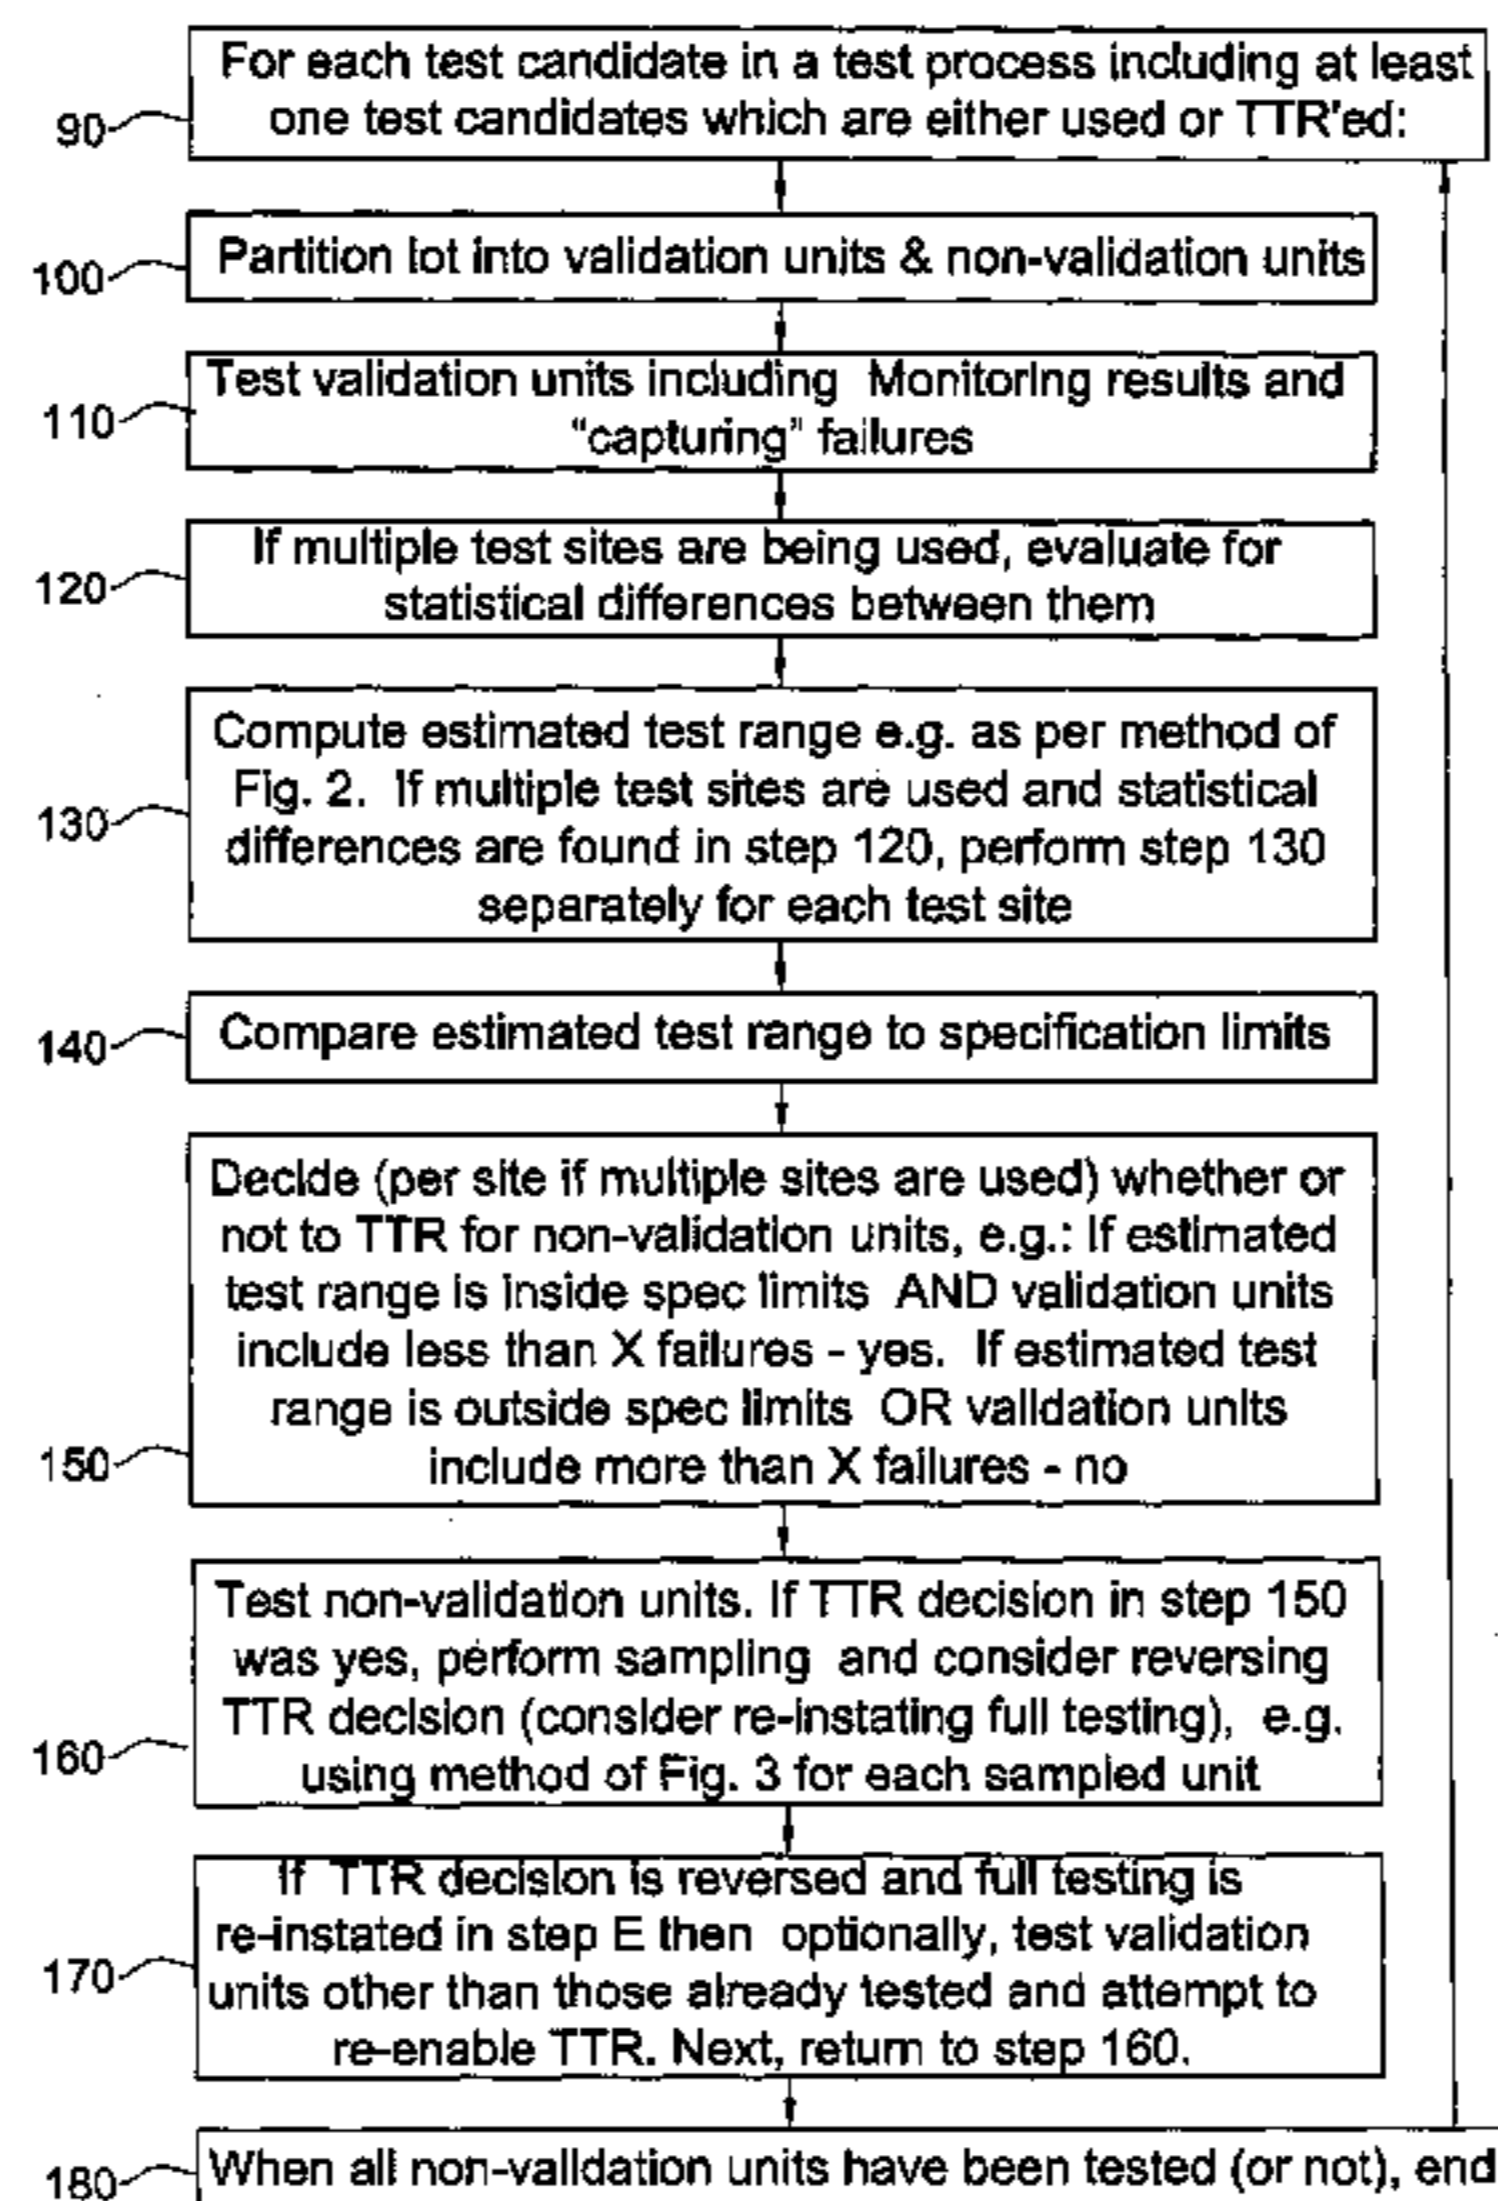 For each test candidate in a test process including at least
one test candidates which are either used or TTR'ed:
90
Partition lot into validation units & non-validation units
100
Test validation units including Monitoring results and
"capturing" failures
110
If multiple test sites are being used, evaluate for
statistical differences between them
120
Compute estimated test range e.g. as per method of
Fig. 2. If multiple test sites are used and statistical
differences are found in step 120, perform step 130
separately for each test site
130
Compare estimated test range to specification limits
140
Decide (per site if multiple sites are used) whether or
not to TTR for non-validation units, e.g.: If estimated
test range is inside spec limits AND validation units
include less than X failures - yes. If estimated test
range is outside spec limits OR validation units
include more than X failures - no
150
Test non-validation units. If TTR decision in step 150
was yes, perform sampling and consider reversing
TTR decision (consider re-instating full testing), e.g.
using method of Fig. 3 for each sampled unit
160
If TTR decision is reversed and full testing is
re-instated in step E then optionally, test validation
units other than those already tested and attempt to
re-enable TTR. Next, return to step 160.
170
When all non-validation units have been tested (or not), end
180